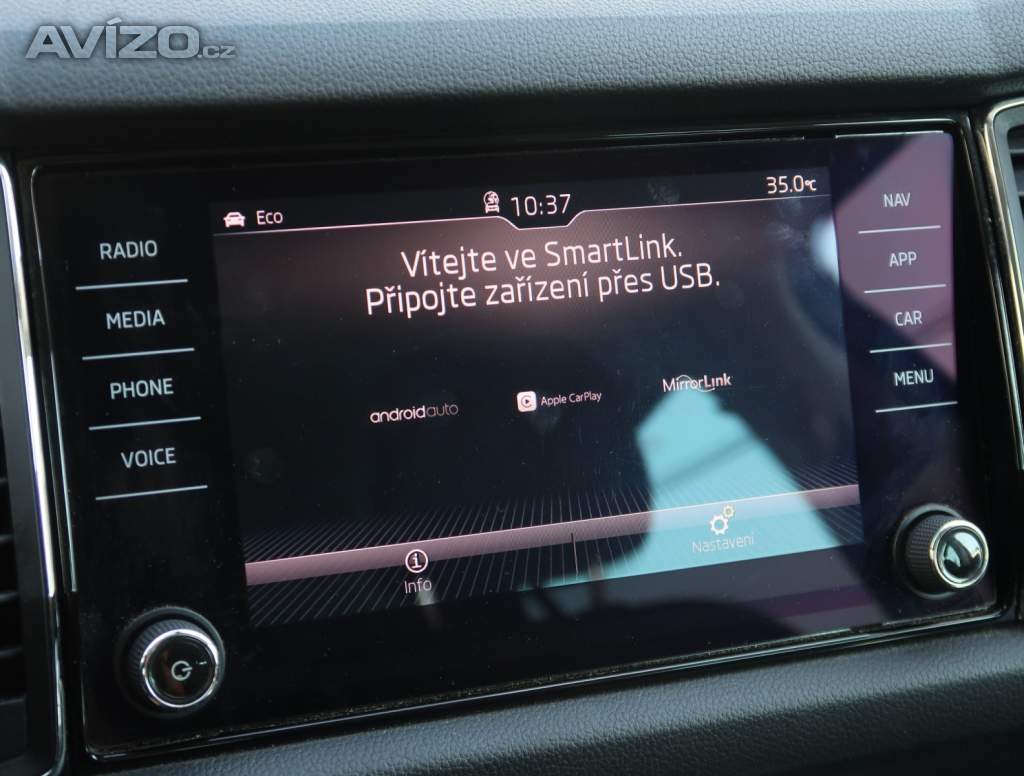 AVÍZO.cz
Eco
10:37
35.0°C
RADIO
MEDIA
PHONE
VOICE
Vítejte ve SmartLink.
Připojte zařízení přes USB.
androidauto
Apple CarPlay
MirrorLink
Info
Nastavení
NAV
APP
CAR
MENU